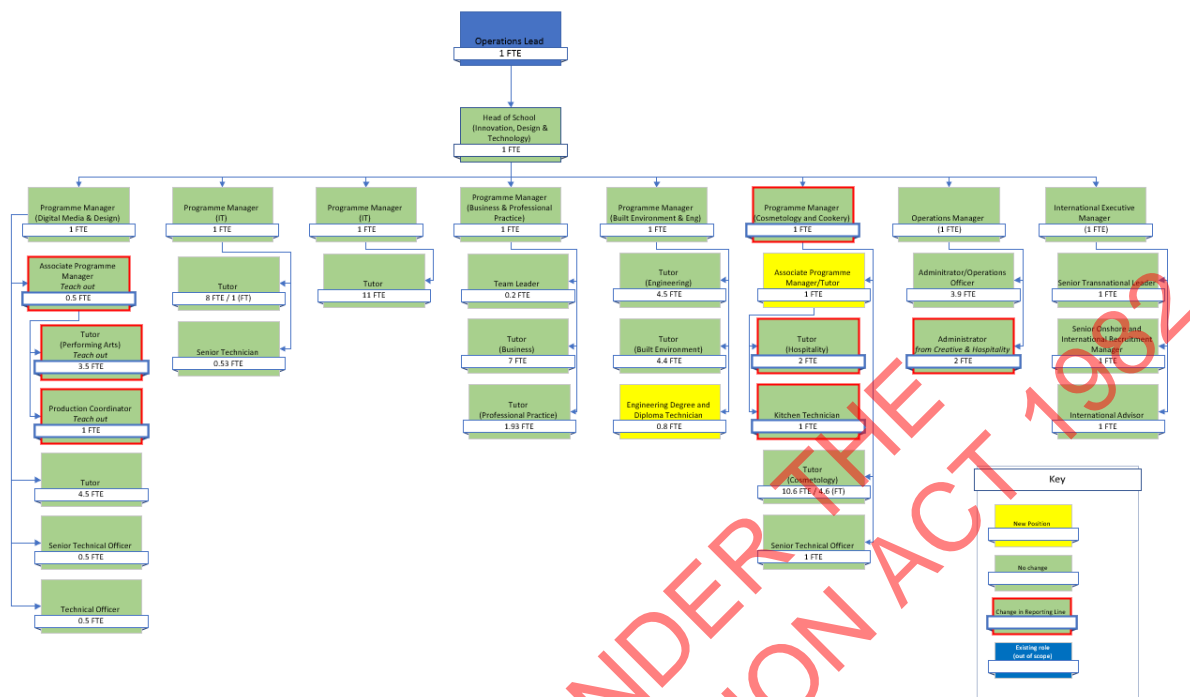 Operations Lead
1 FTE
Head of School
(Innovation, Design &
Technology)
1 FTE
Programme Manager
(Digital Media & Design)
1 FTE
Programme Manager
(IT)
1 FTE
Programme Manager
(IT)
1 FTE
Programme Manager
(Business & Professional
Practice)
1 FTE
Programme Manager
(Built Environment & Eng)
1 FTE
Programme Manager
(Cosmetology and Cookery)
1 FTE
Operations Manager
(1 FTE)
International Executive
Manager
(1 FTE)
Associate Programme
Manager
Teach out
0.5 FTE
Tutor
(Performing Arts)
Teach out
3.5 FTE
Production Coordinator
Teach out
1 FTE
Tutor
4.5 FTE
Senior Technical Officer
0.5 FTE
Technical Officer
0.5 FTE
Tutor
8 FTE / 1 (FT)
Senior Technician
0.53 FTE
Tutor
11 FTE
Team Leader
0.2 FTE
Tutor
(Business)
7 FTE
Tutor
(Professional Practice)
1.93 FTE
Tutor
(Engineering)
4.5 FTE
Tutor
(Built Environment)
4.4 FTE
Engineering Degree and
Diploma Technician
0.8 FTE
Associate Programme
Manager/Tutor
1 FTE
Tutor
(Hospitality)
2 FTE
Kitchen Technician
1 FTE
Tutor
(Cosmetology)
10.6 FTE / 4.6 (FT)
Senior Technical Officer
1 FTE
Adminitrator/Operations
Officer
3.9 FTE
Administrator
from Creative & Hospitality
2 FTE
Senior Transnational Leader
1 FTE
Senior Onshore and
International Recruitment
Manager
1 FTE
International Advisor
1 FTE
Key
New Position
No change
Change in Reporting Line
Existing role
(out of scope)
NDER THE
ION ACT 1982